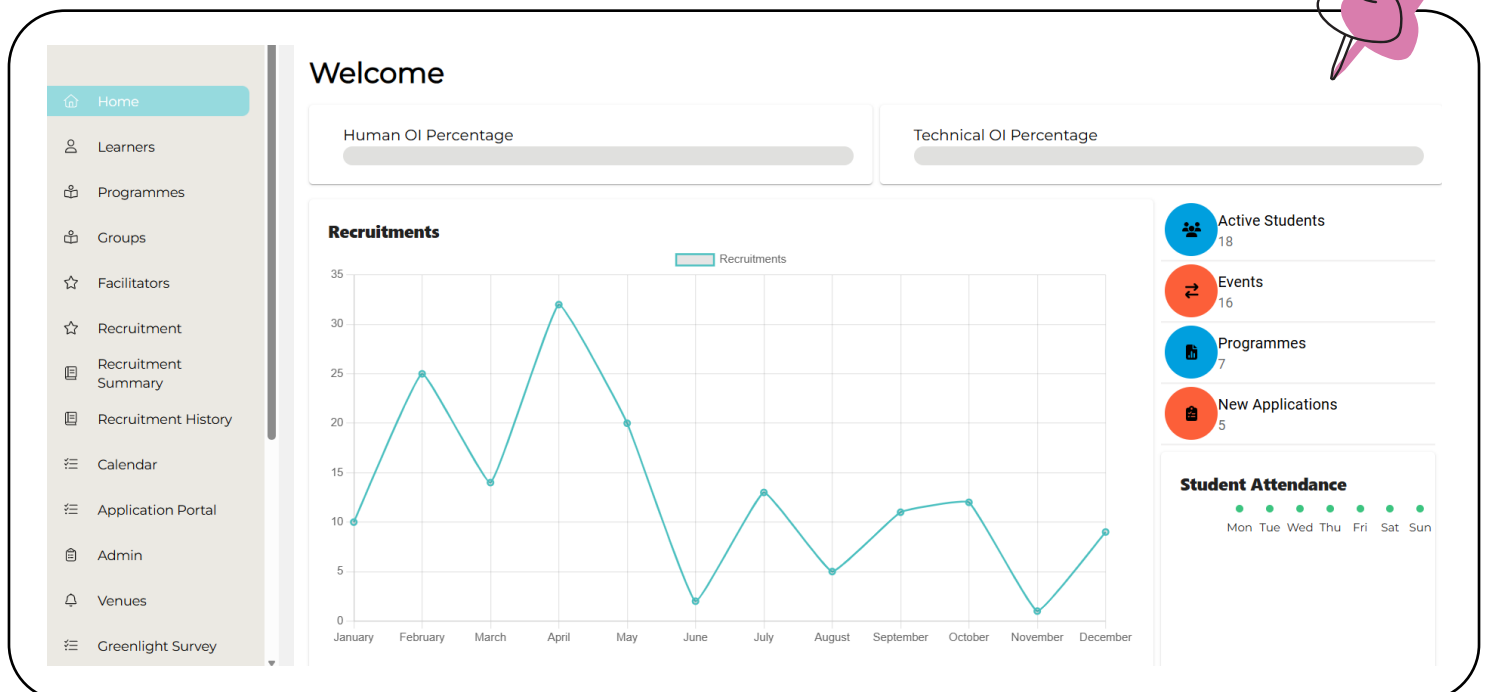 Home
Learners
Programmes
Groups
Facilitators
Recruitment
Recruitment
Summary
Recruitment History
Calendar
Application Portal
Admin
Venues
Greenlight Survey
Welcome
Human OI Percentage
Technical OI Percentage
Recruitments
Recruitments
35
30
25
20
15
10
5
0
January February March April May June July August September October November December
Active Students
18
Events
16
Programmes
7
New Applications
5
Student Attendance
Mon Tue Wed Thu Fri Sat Sun